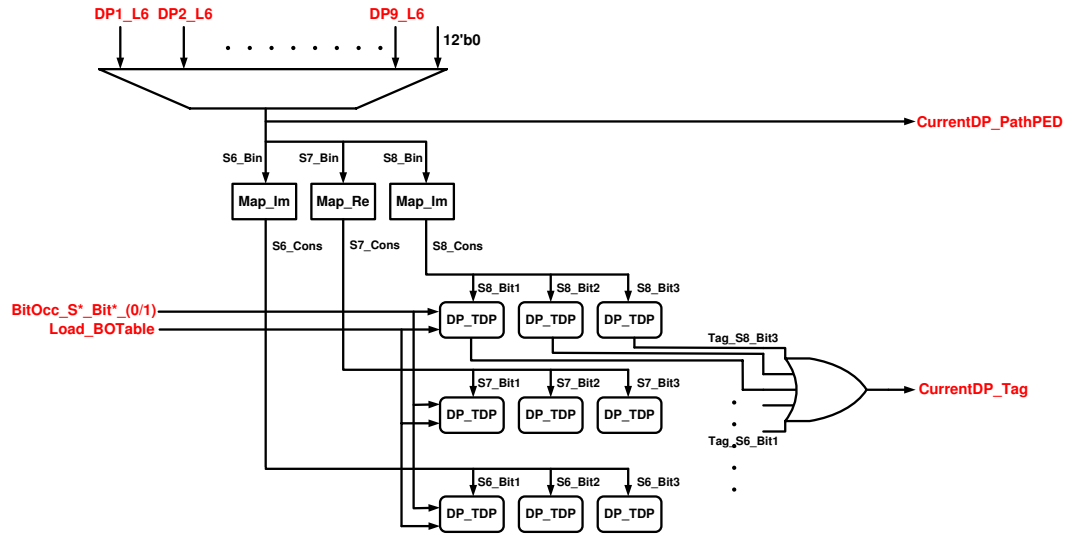 DP1_L6 DP2_L6 DP9_L6
12'b0
CurrentDP_PathPED
S6_Bin S7_Bin S8_Bin
Map_Im Map_Re Map_Im
S6_Cons S7_Cons S8_Cons
S8_Bit1 S8_Bit2 S8_Bit3
BitOcc_S*_Bit*_(0/1)
DP_TDP DP_TDP DP_TDP
Load_BOTable
Tag_S8_Bit3
S7_Bit1 S7_Bit2 S7_Bit3
CurrentDP_Tag
DP_TDP DP_TDP DP_TDP
Tag_S6_Bit1
S6_Bit1 S6_Bit2 S6_Bit3
DP_TDP DP_TDP DP_TDP